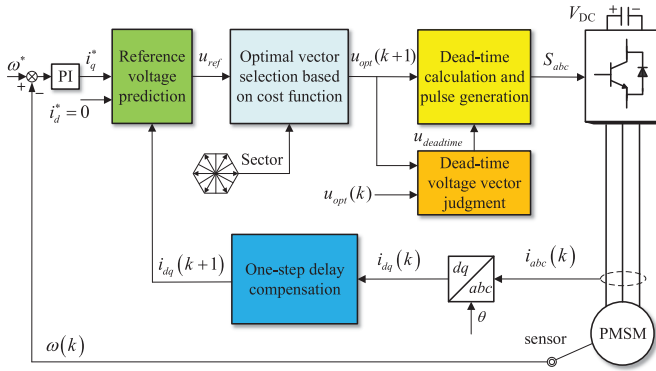 V_DC
+ −
ω*
+
−
PI
i_q*
i_d* = 0
Reference
voltage
prediction
u_ref
Optimal vector
selection based
on cost function
u_opt(k+1)
Dead-time
calculation and
pulse generation
S_abc
Sector
u_deadtime
u_opt(k)
Dead-time
voltage vector
judgment
i_dq(k+1)
One-step delay
compensation
i_dq(k)
dq
abc
θ
i_abc(k)
ω(k)
sensor
PMSM